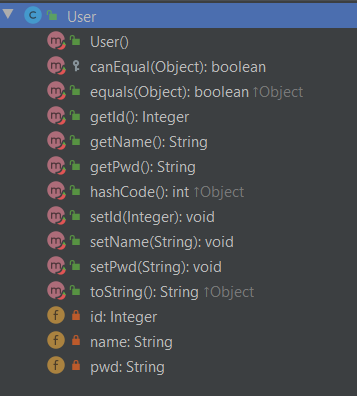 User
User()
canEqual(Object): boolean
equals(Object): boolean ↑Object
getId(): Integer
getName(): String
getPwd(): String
hashCode(): int ↑Object
setId(Integer): void
setName(String): void
setPwd(String): void
toString(): String ↑Object
id: Integer
name: String
pwd: String